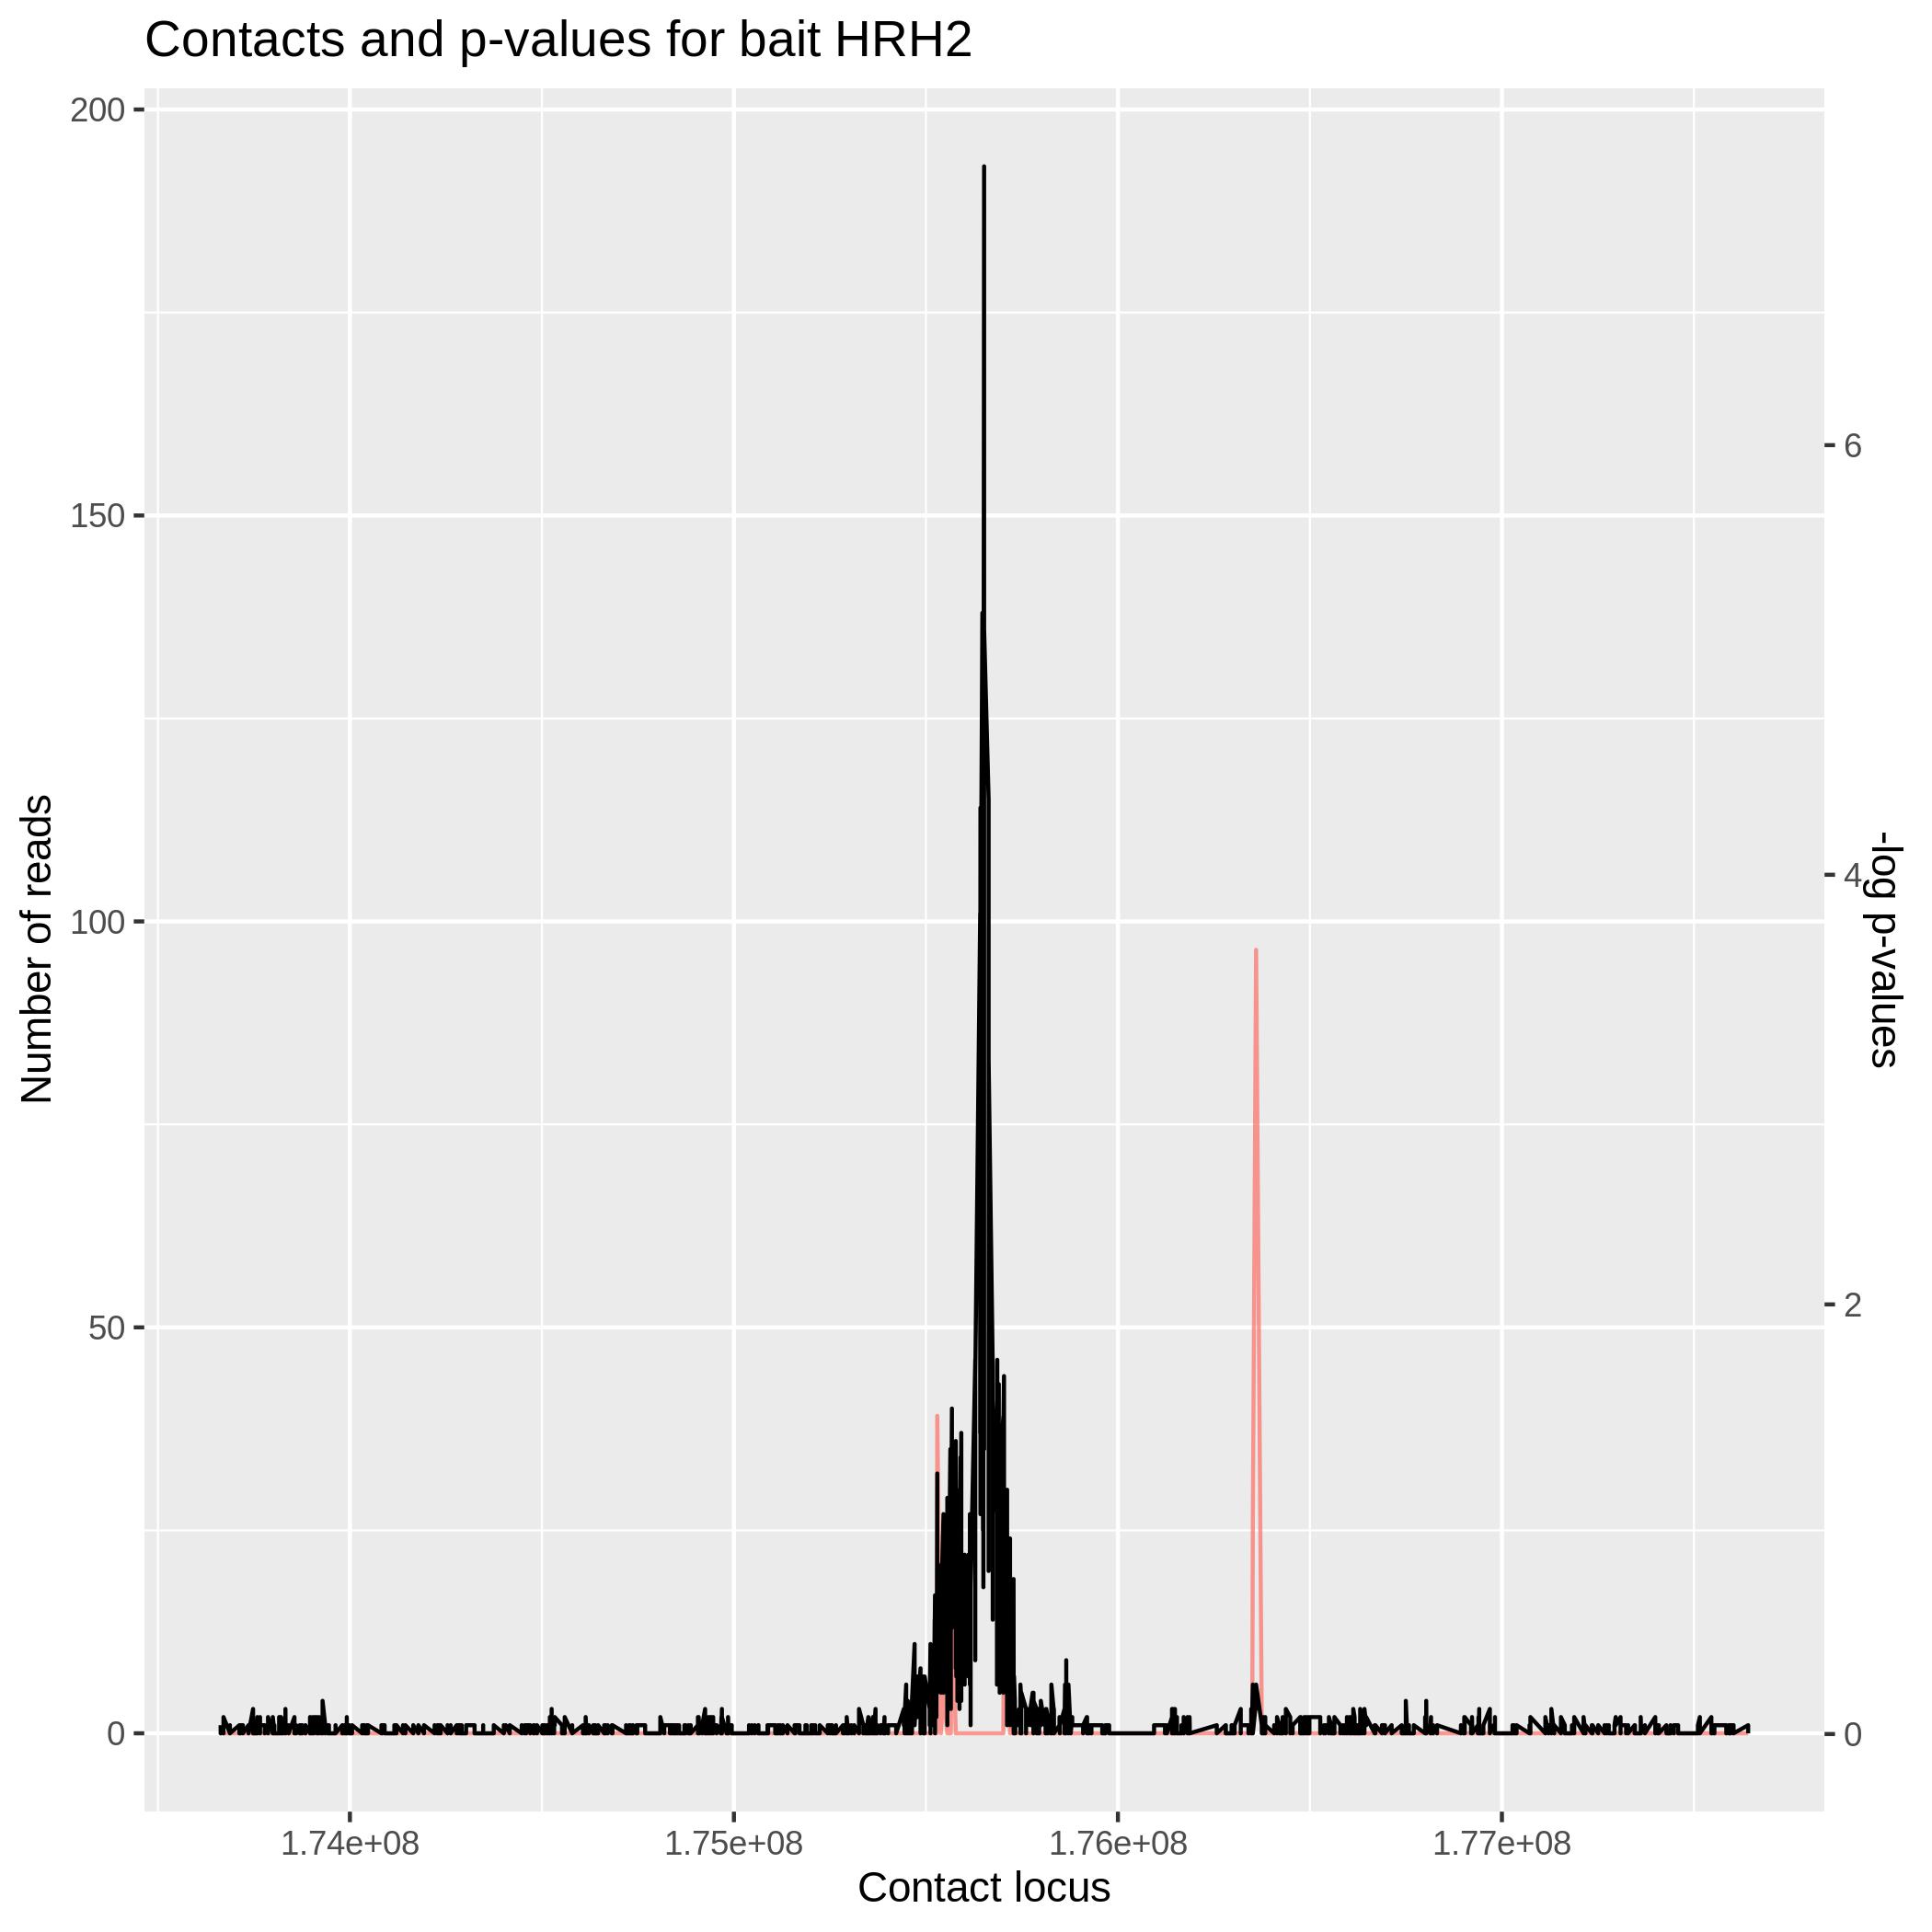 Contacts and p-values for bait HRH2
200
150
100
50
0
Number of reads
6
4
2
0
-log p-values
1.74e+08
1.75e+08
1.76e+08
1.77e+08
Contact locus